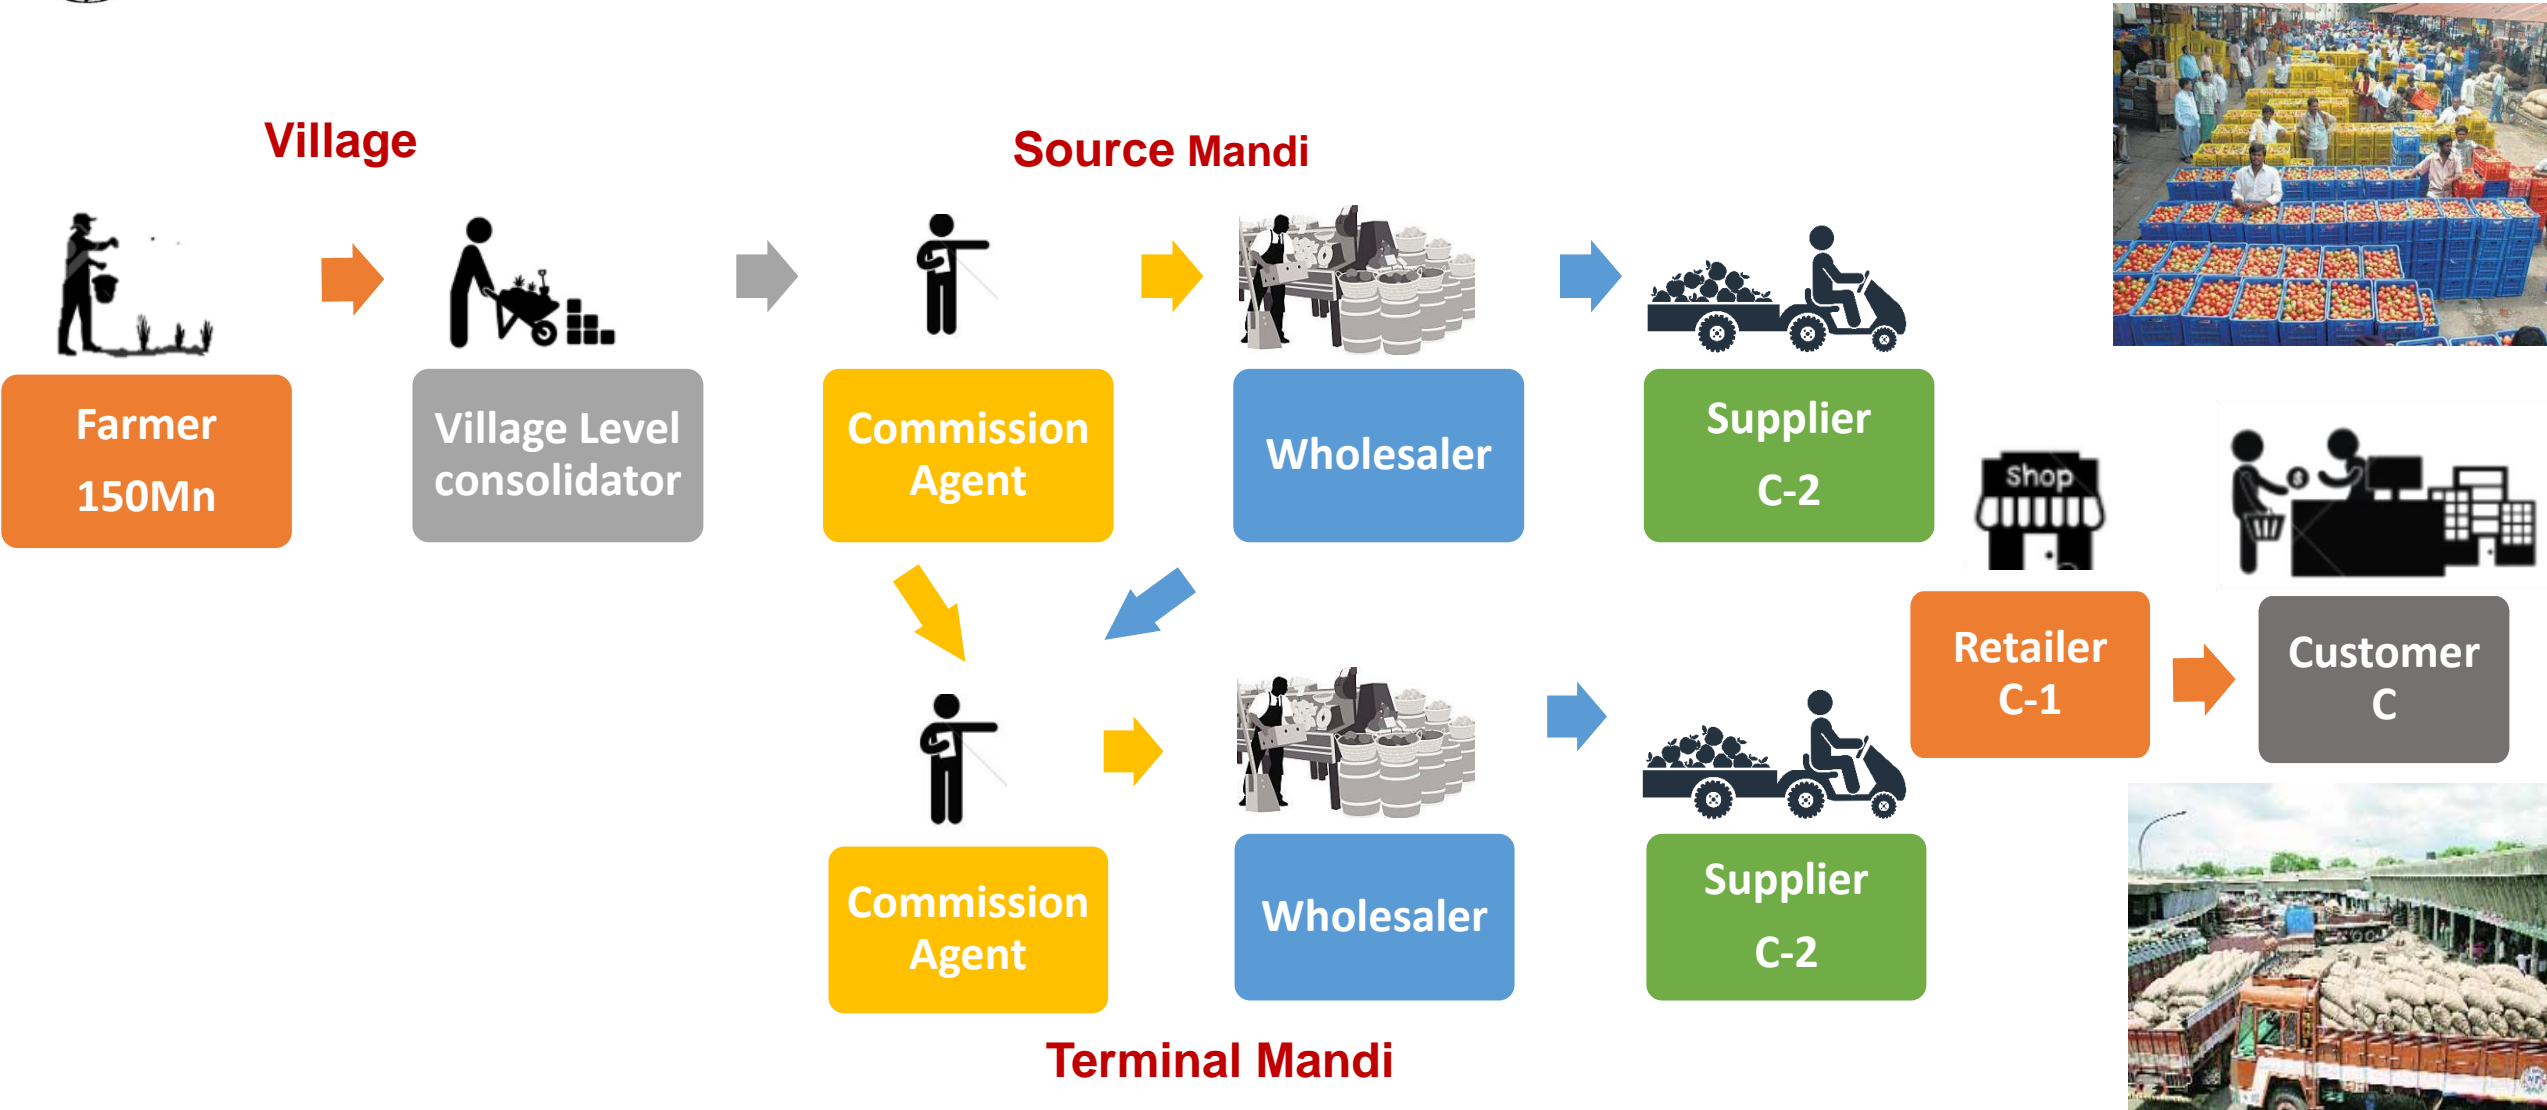 Village
Source Mandi
Farmer
150Mn
Village Level
consolidator
Commission
Agent
Wholesaler
Supplier
C-2
Shop
Retailer
C-1
Customer
C
Commission
Agent
Wholesaler
Supplier
C-2
Terminal Mandi